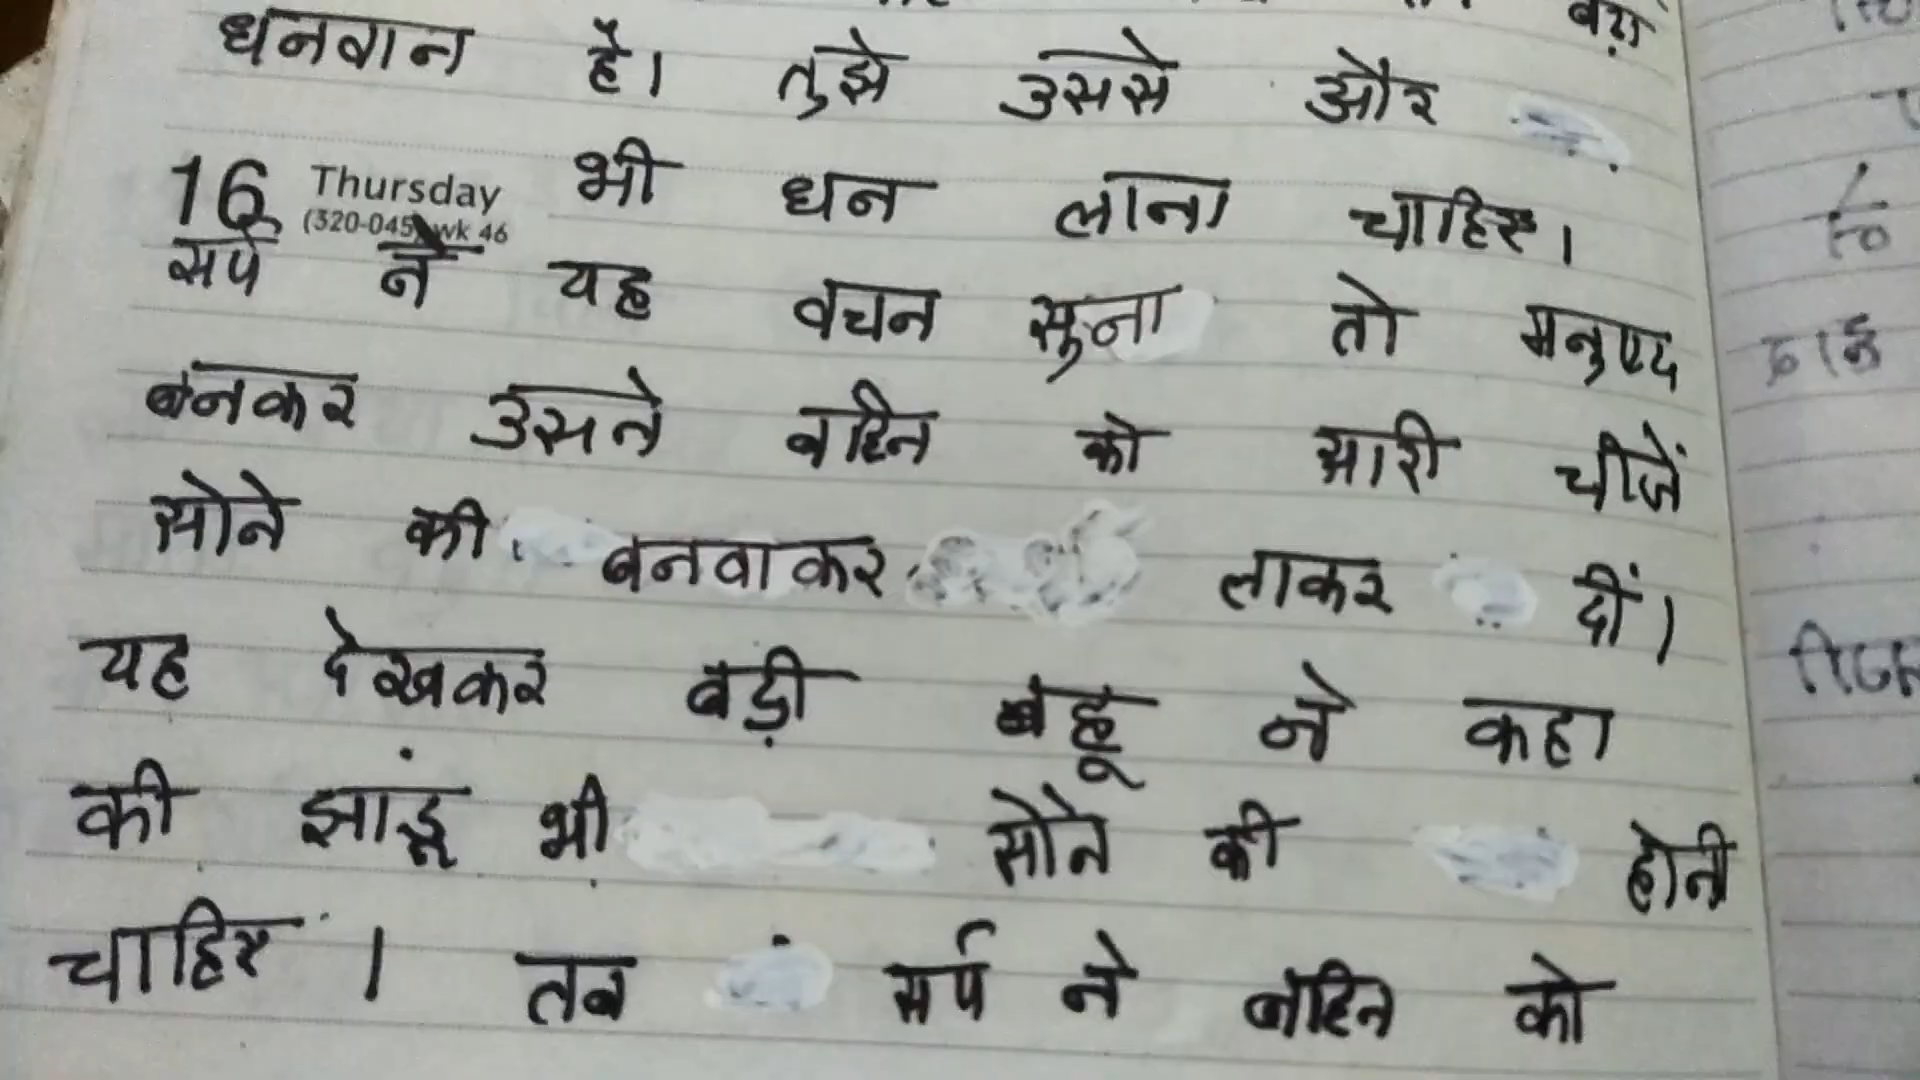 बड़ा
धनवान है। तुझे उससे और
16 Thursday भी धन लाना चाहिए।
(320-045) wk 46
सर्प ने यह वचन सुना तो मनुष्य
बनकर उसने बहिन को सारी चीजें
सोने की बनवाकर लाकर दीं।
यह देखकर बड़ी बहू ने कहा
की झाडू भी सोने की होनी
चाहिए । तब सर्प ने बहिन को